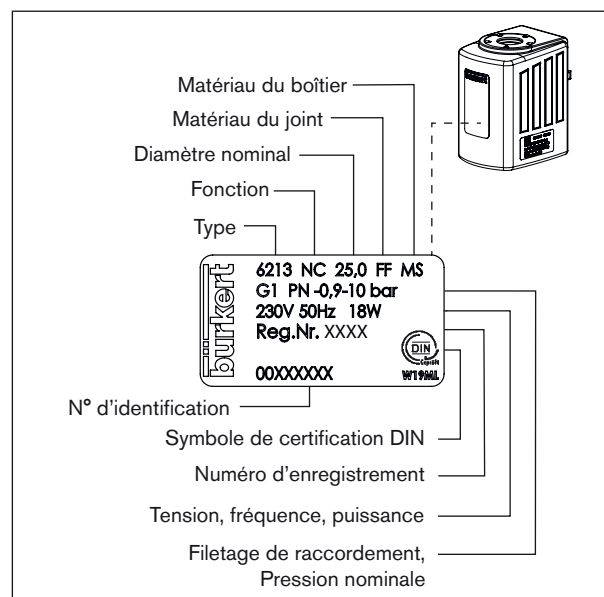 Matériau du boîtier
Matériau du joint
Diamètre nominal
Fonction
Type
bürkert
6213 NC 25,0 FF MS
G1 PN -0,9-10 bar
230V 50Hz 18W
Reg.Nr. XXXX
DIN
Geprüft
00XXXXXX
W19ML
N° d'identification
Symbole de certification DIN
Numéro d'enregistrement
Tension, fréquence, puissance
Filetage de raccordement,
Pression nominale